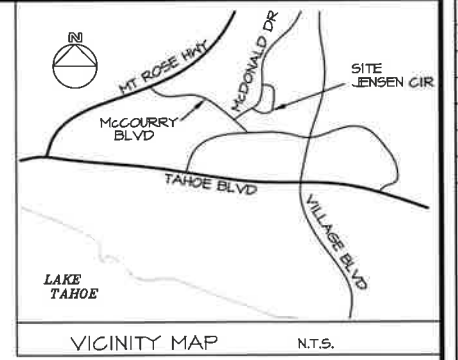 N
MT ROSE HWY
McDONALD DR
SITE
JENSEN CIR
McCOURRY
BLVD
TAHOE BLVD
VILLAGE BLVD
LAKE
TAHOE
VICINITY MAP N.T.S.